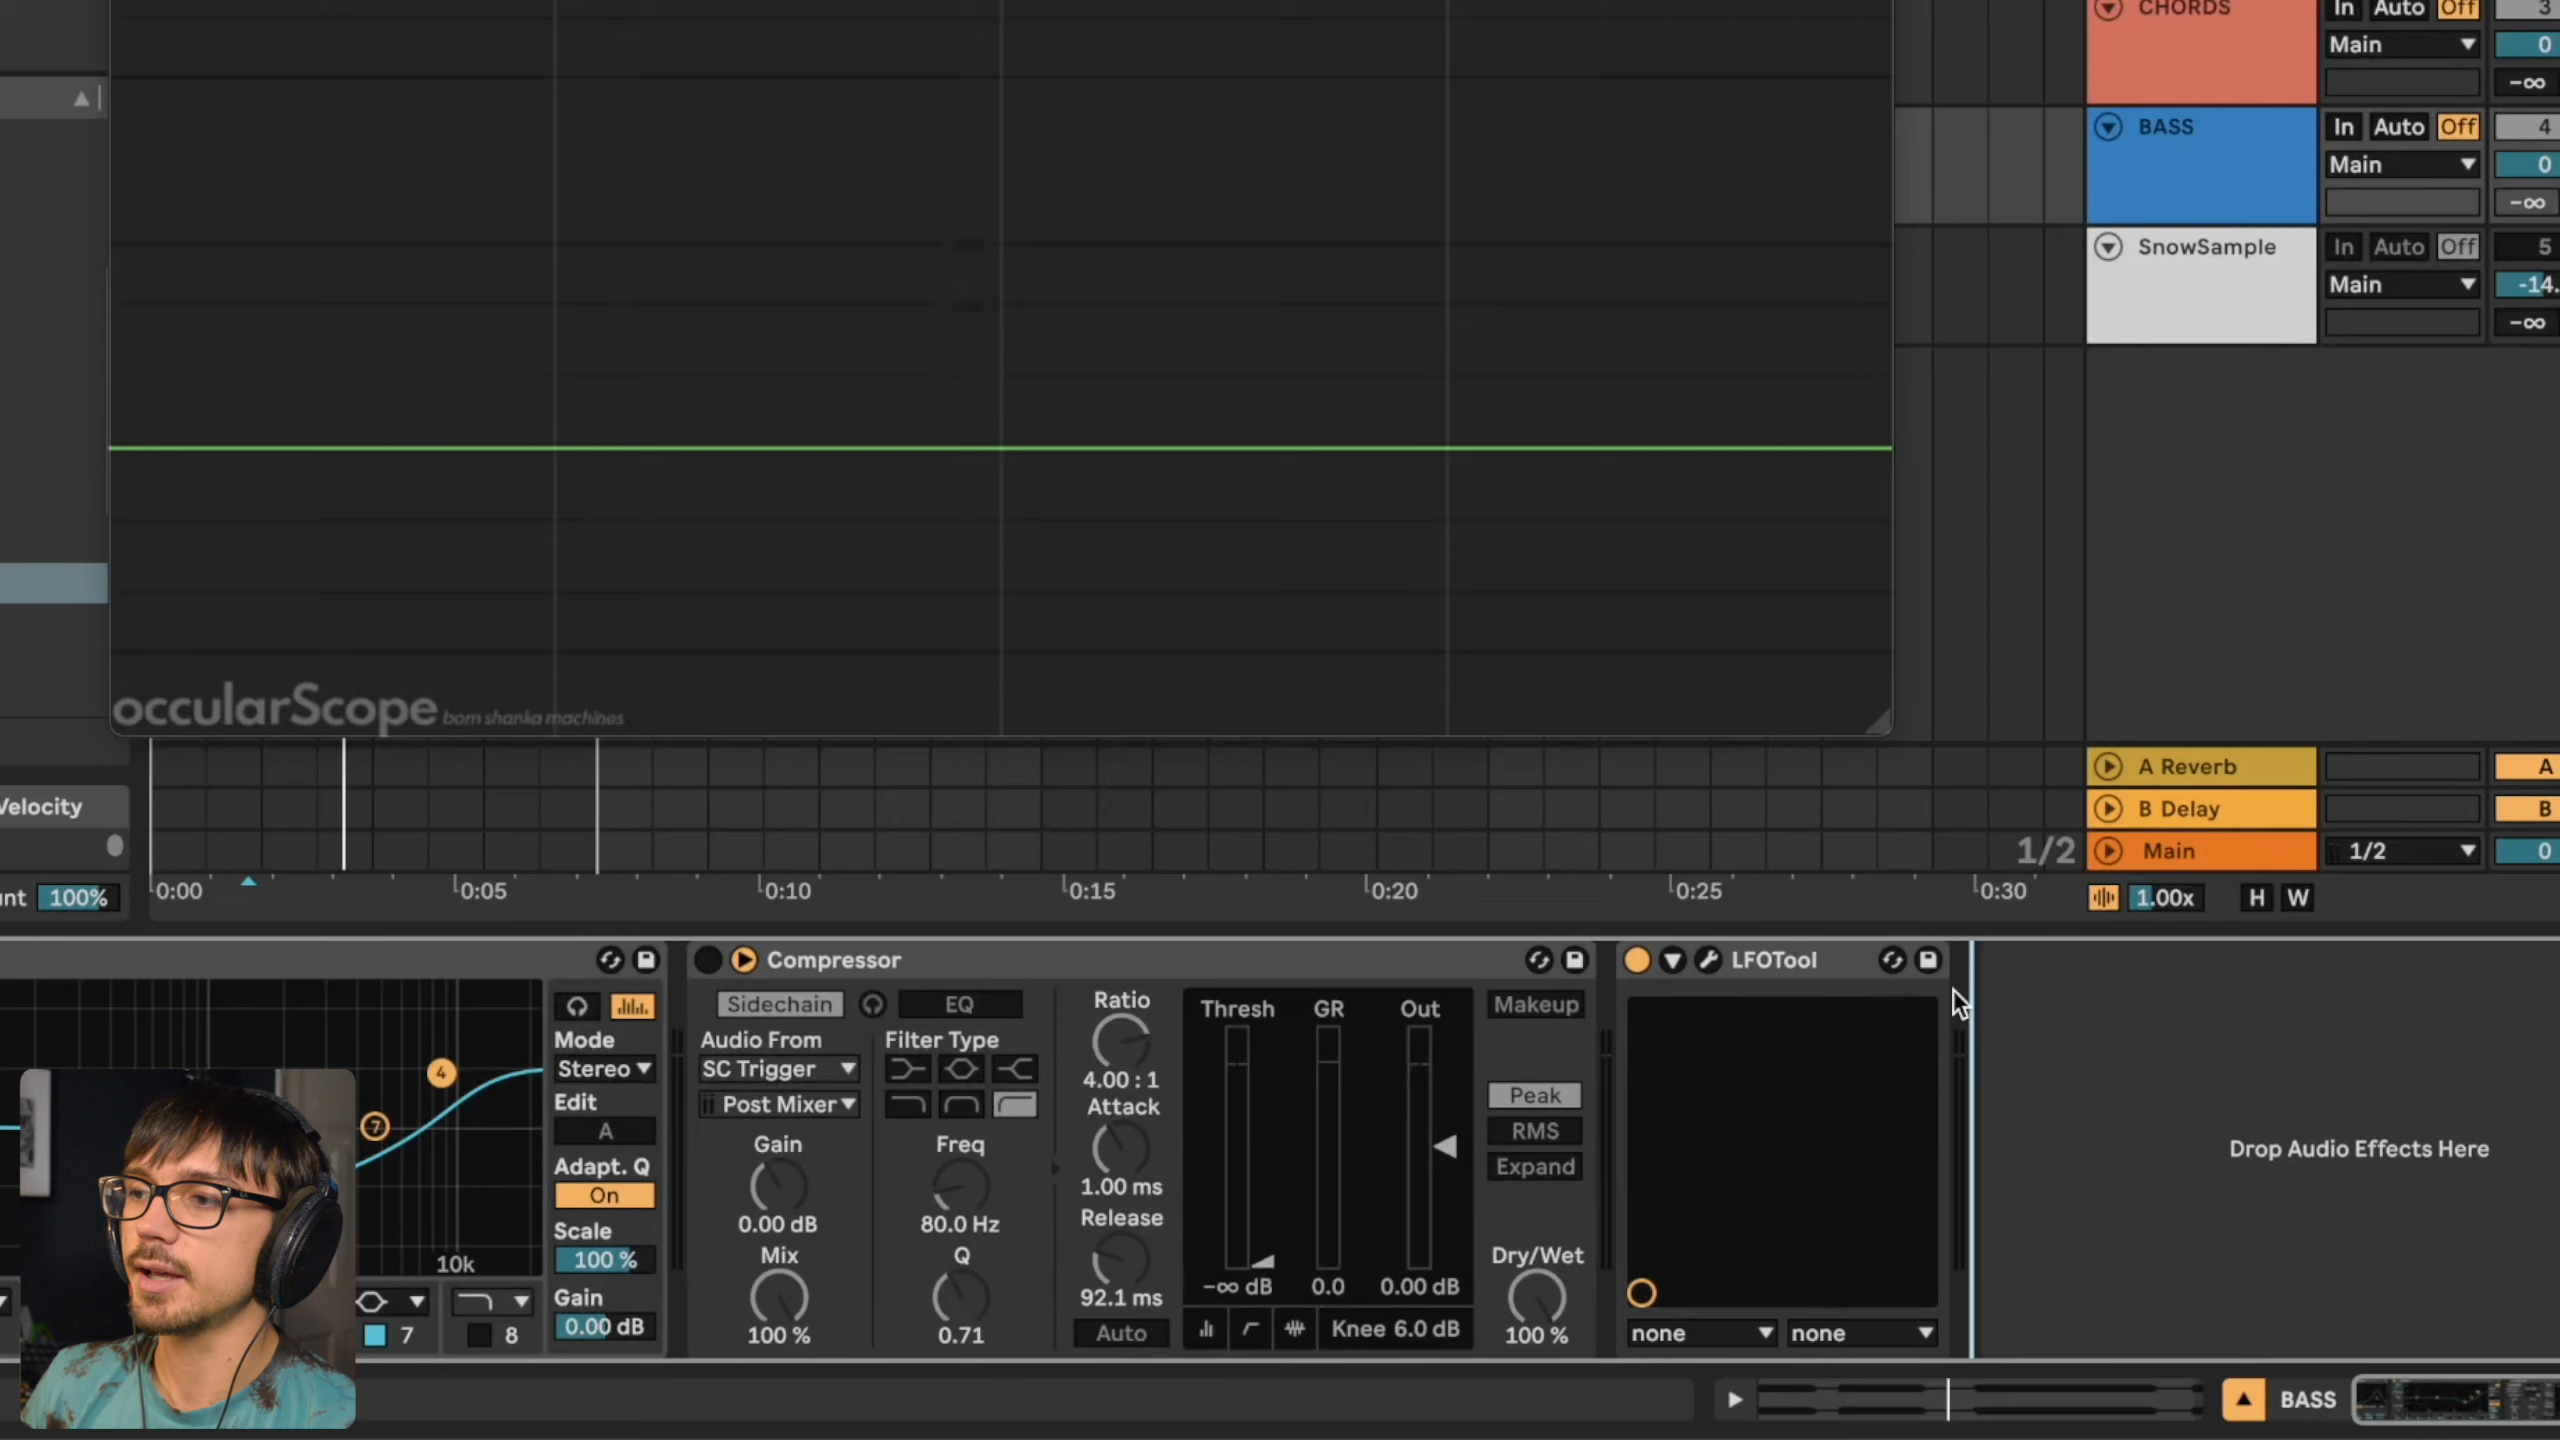 CHORDS
In Auto Off 3
Main 0
-∞
BASS
In Auto Off 4
Main 0
-∞
SnowSample
In Auto Off 5
Main -14.
-∞
occularScope bom shanka machines
A Reverb A
B Delay B
1/2 Main 1/2 0
Velocity
nt 100%
0:00 0:05 0:10 0:15 0:20 0:25 0:30
1.00x H W
4
7
10k
7 8
Mode
Stereo
Edit
A
Adapt. Q
On
Scale
100 %
Gain
0.00 dB
Compressor
Sidechain EQ
Audio From
SC Trigger
Post Mixer
Gain
0.00 dB
Mix
100 %
Filter Type
Freq
80.0 Hz
Q
0.71
Ratio
4.00 : 1
Attack
1.00 ms
Release
92.1 ms
Auto
Thresh GR Out
-∞ dB 0.0 0.00 dB
Knee 6.0 dB
Makeup
Peak
RMS
Expand
Dry/Wet
100 %
LFOTool
none none
Drop Audio Effects Here
BASS